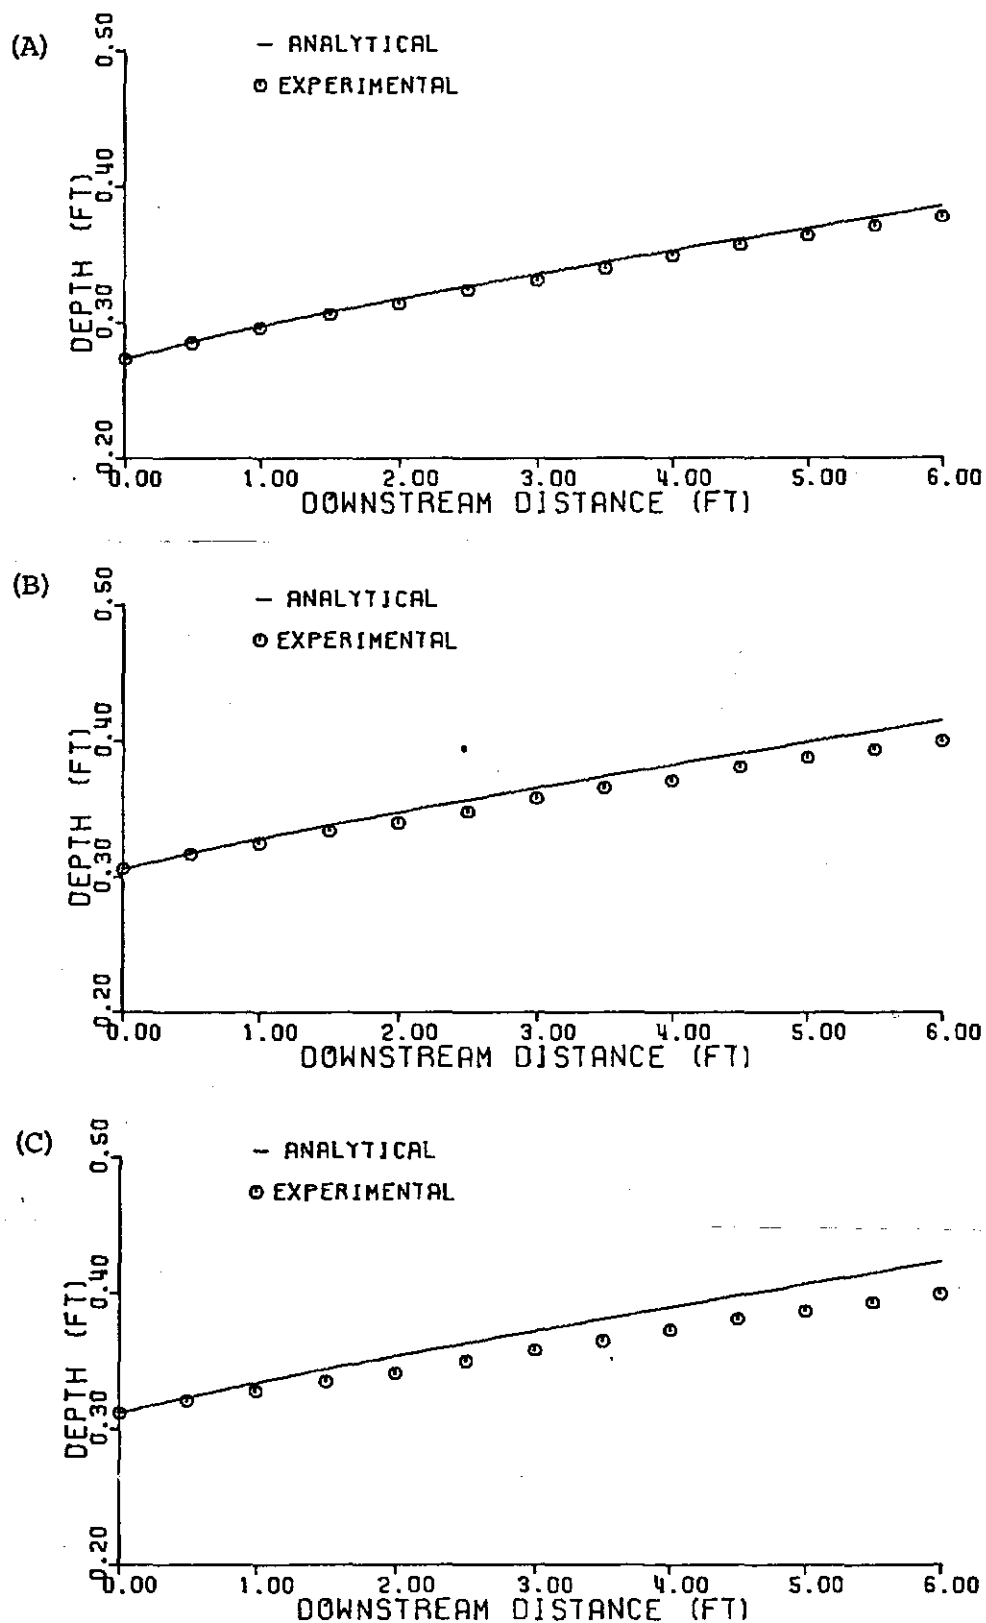 (A)
0.50
— ANALYTICAL
⊙ EXPERIMENTAL
0.40
DEPTH (FT)
0.30
0.20
0.00 1.00 2.00 3.00 4.00 5.00 6.00
DOWNSTREAM DISTANCE (FT)
(B)
0.50
— ANALYTICAL
⊙ EXPERIMENTAL
0.40
DEPTH (FT)
0.30
0.20
0.00 1.00 2.00 3.00 4.00 5.00 6.00
DOWNSTREAM DISTANCE (FT)
(C)
0.50
— ANALYTICAL
⊙ EXPERIMENTAL
0.40
DEPTH (FT)
0.30
0.20
0.00 1.00 2.00 3.00 4.00 5.00 6.00
DOWNSTREAM DISTANCE (FT)